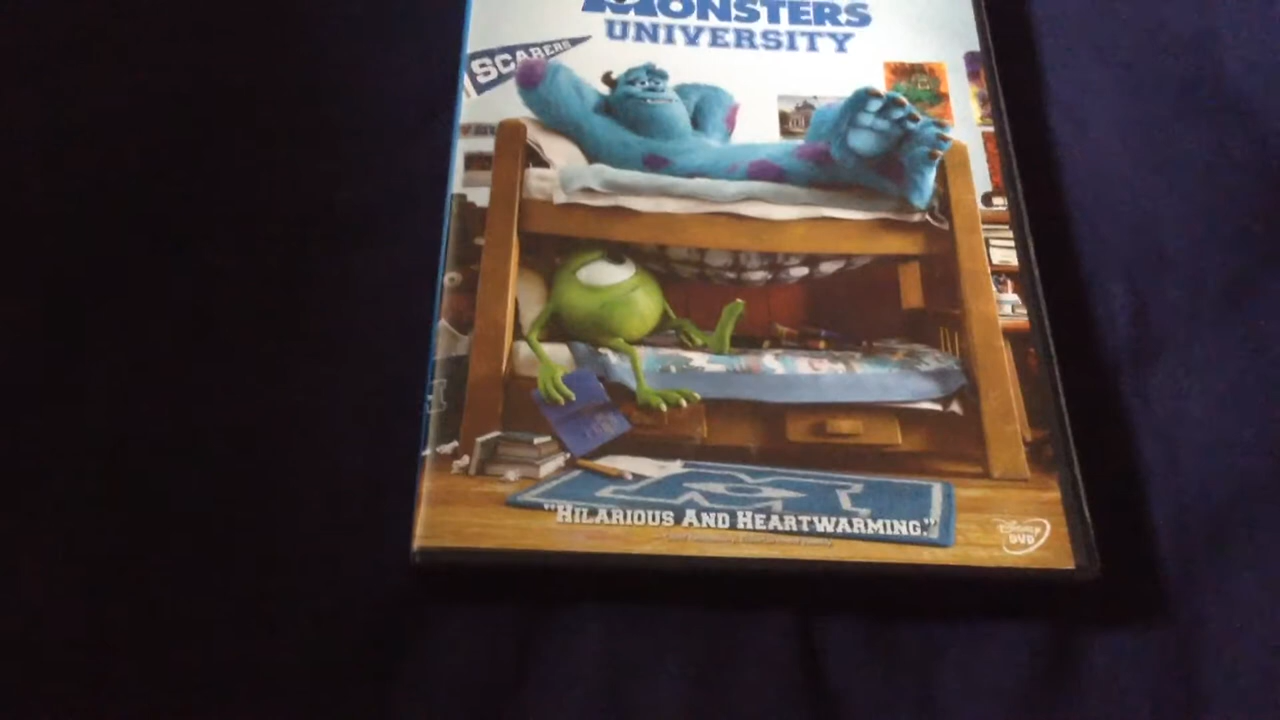 MONSTERS
UNIVERSITY
SCARERS
"HILARIOUS AND HEARTWARMING."
Disney
DVD